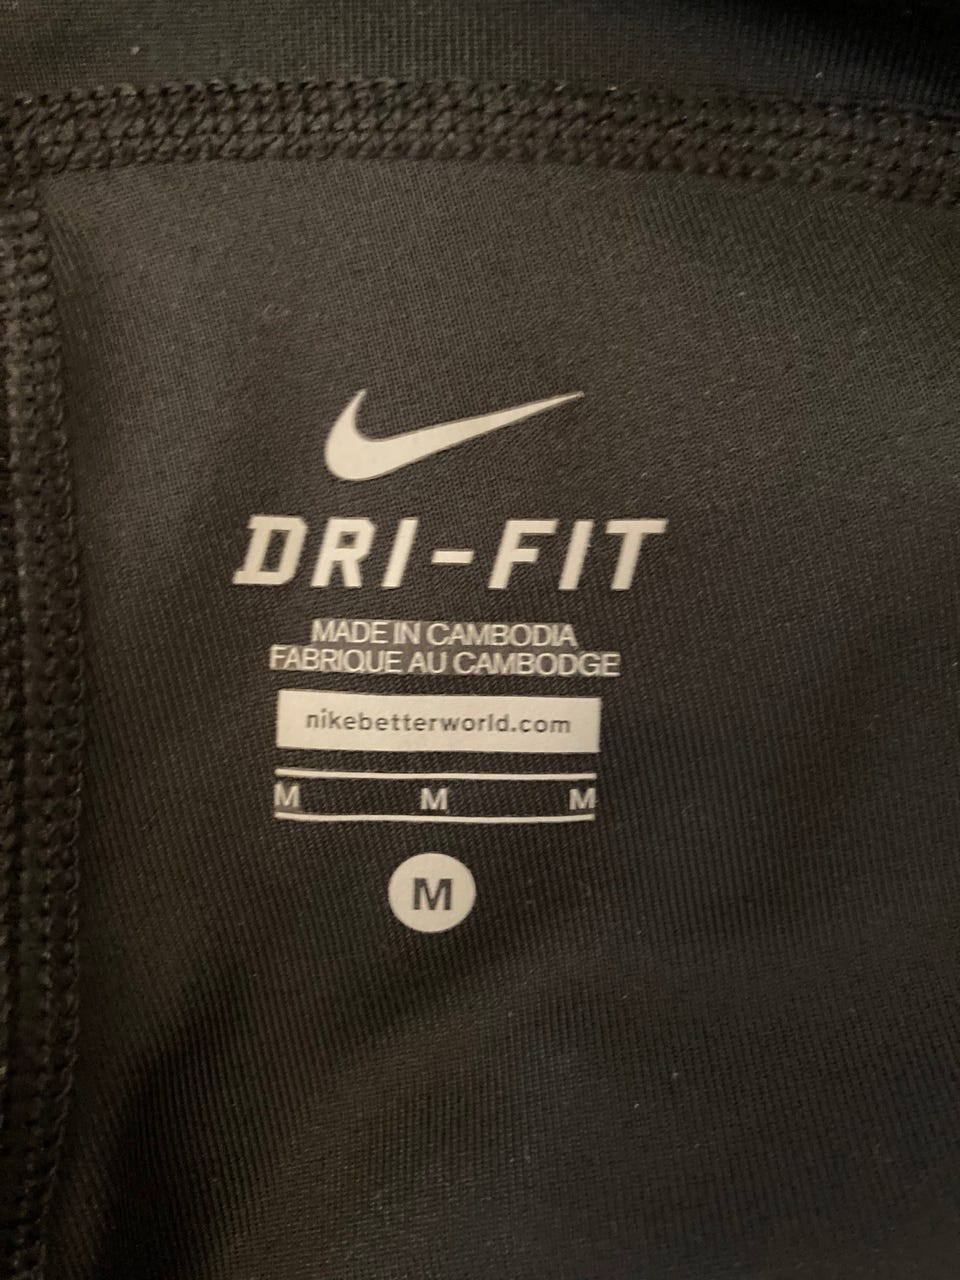 DRI-FIT
MADE IN CAMBODIA
FABRIQUE AU CAMBODGE
nikebetterworld.com
M M M
M